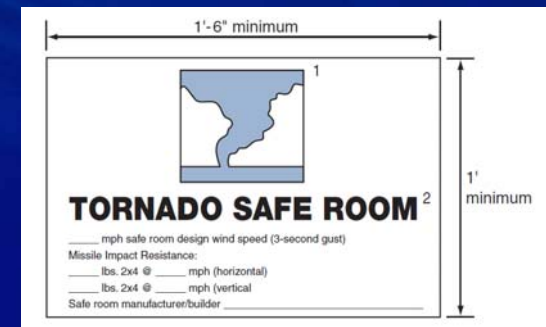 1'-6" minimum
1
1'
minimum
TORNADO SAFE ROOM 2
_____ mph safe room design wind speed (3-second gust)
Missile Impact Resistance:
_____ lbs. 2x4 @ _____ mph (horizontal)
_____ lbs. 2x4 @ _____ mph (vertical
Safe room manufacturer/builder _____________________